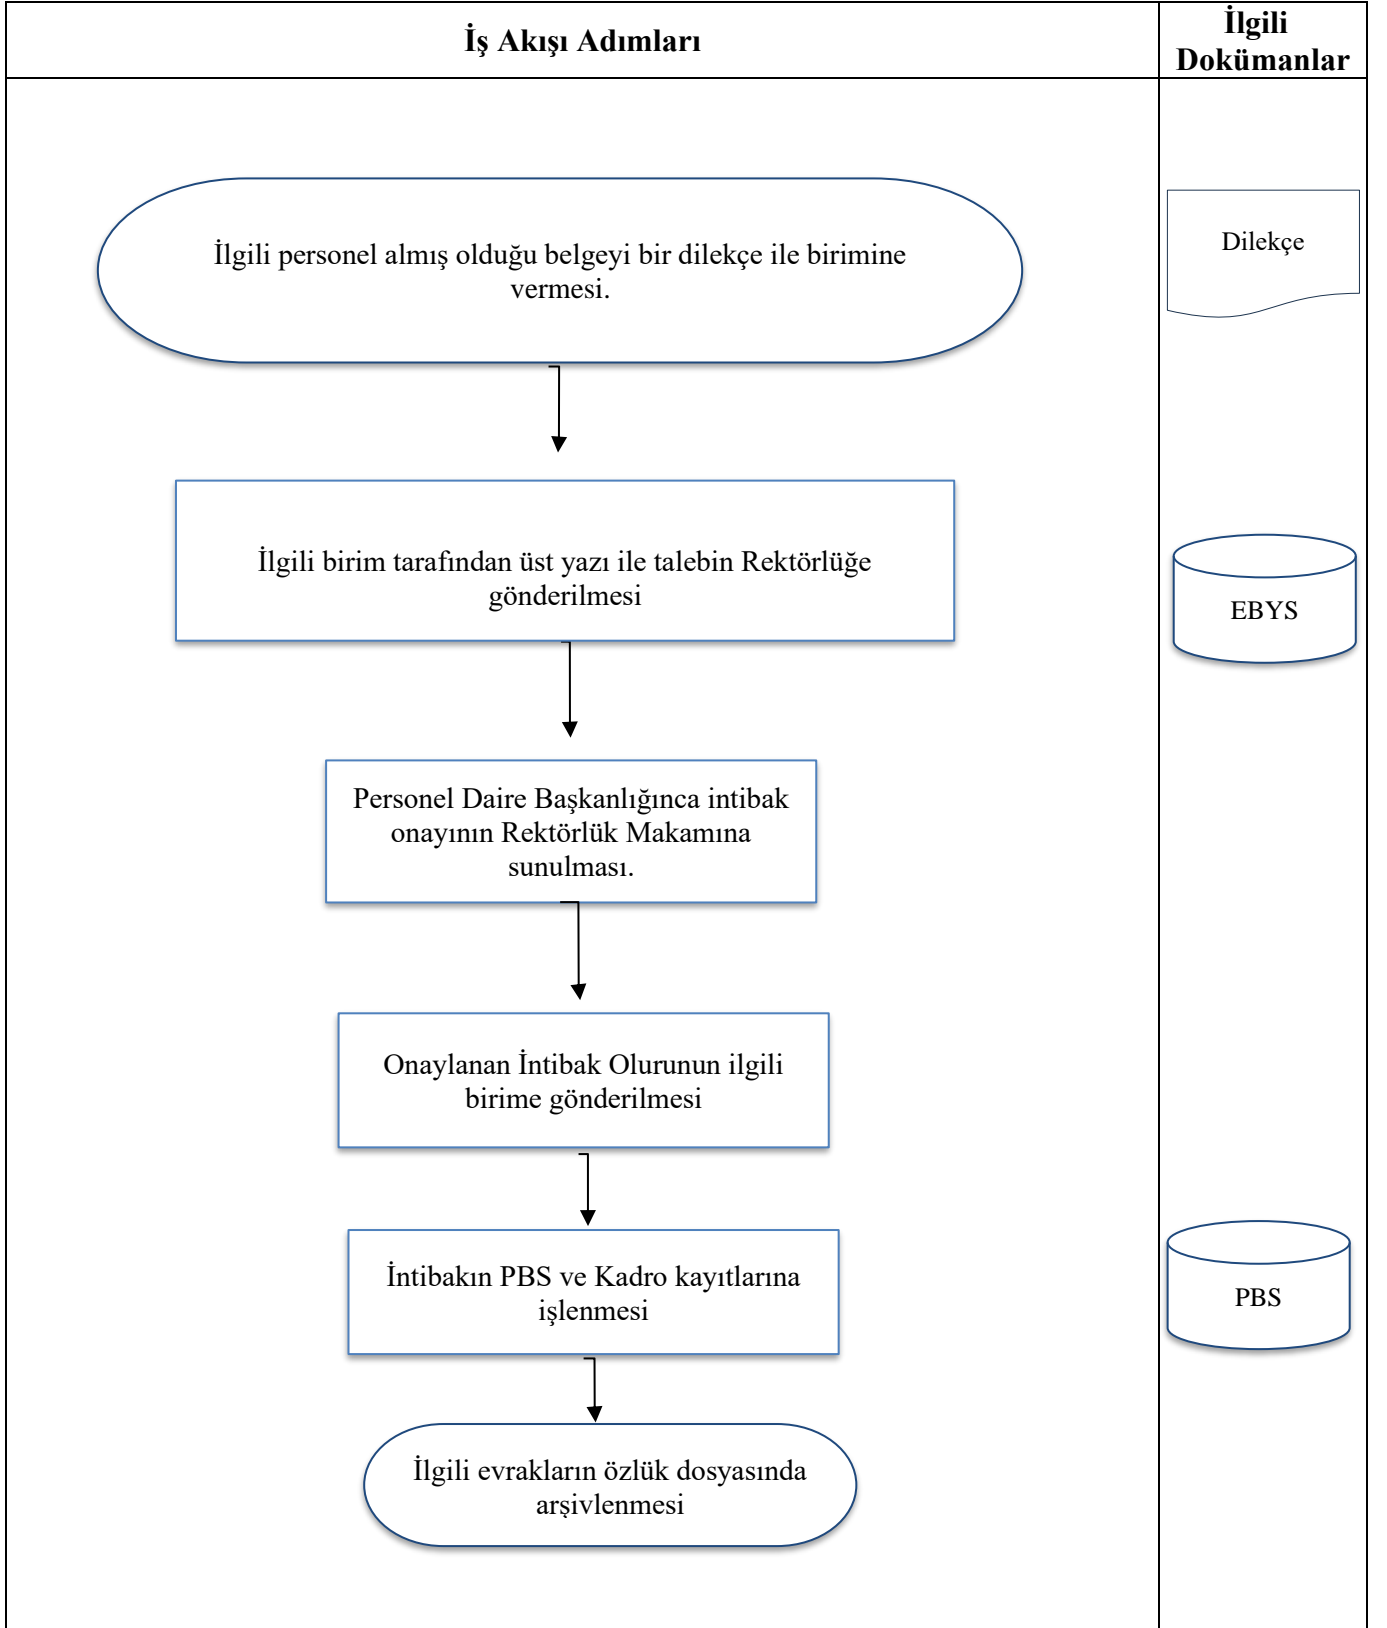 İş Akışı Adımları
İlgili
Dokümanlar
İlgili personel almış olduğu belgeyi bir dilekçe ile birimine
vermesi.
Dilekçe
İlgili birim tarafından üst yazı ile talebin Rektörlüğe
gönderilmesi
EBYS
Personel Daire Başkanlığınca intibak
onayının Rektörlük Makamına
sunulması.
Onaylanan İntibak Olurunun ilgili
birime gönderilmesi
İntibakın PBS ve Kadro kayıtlarına
işlenmesi
PBS
İlgili evrakların özlük dosyasında
arşivlenmesi